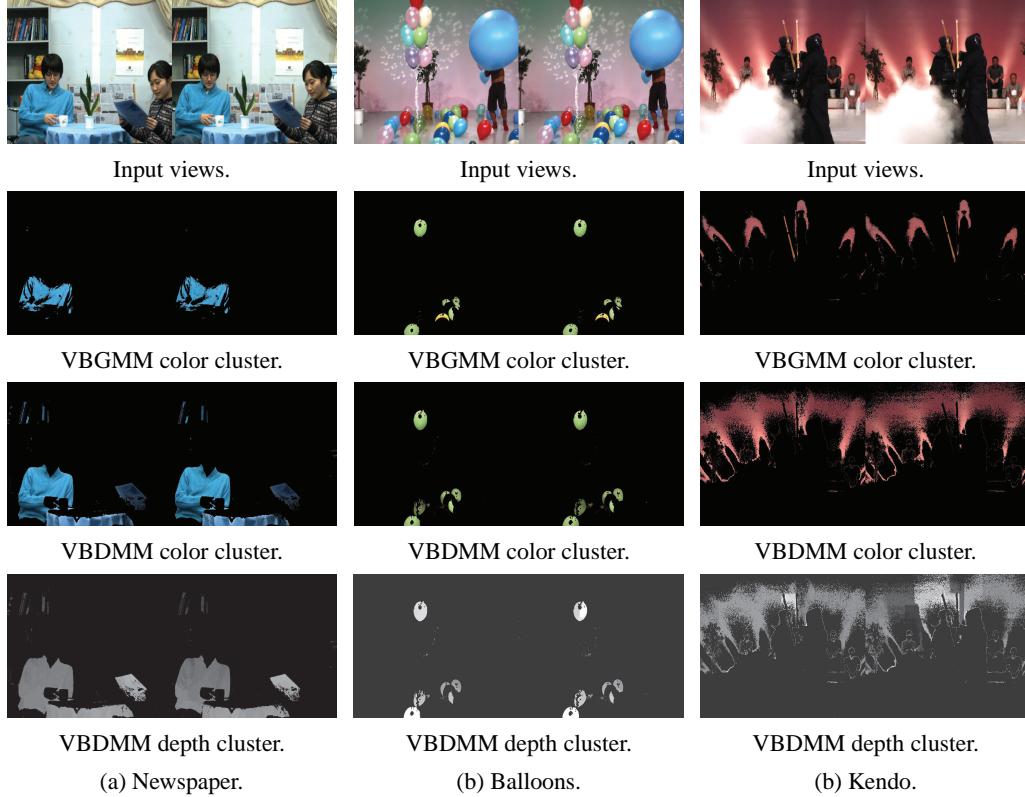 Input views. Input views. Input views.
VBGMM color cluster. VBGMM color cluster. VBGMM color cluster.
VBDMM color cluster. VBDMM color cluster. VBDMM color cluster.
VBDMM depth cluster. VBDMM depth cluster. VBDMM depth cluster.
(a) Newspaper. (b) Balloons. (b) Kendo.